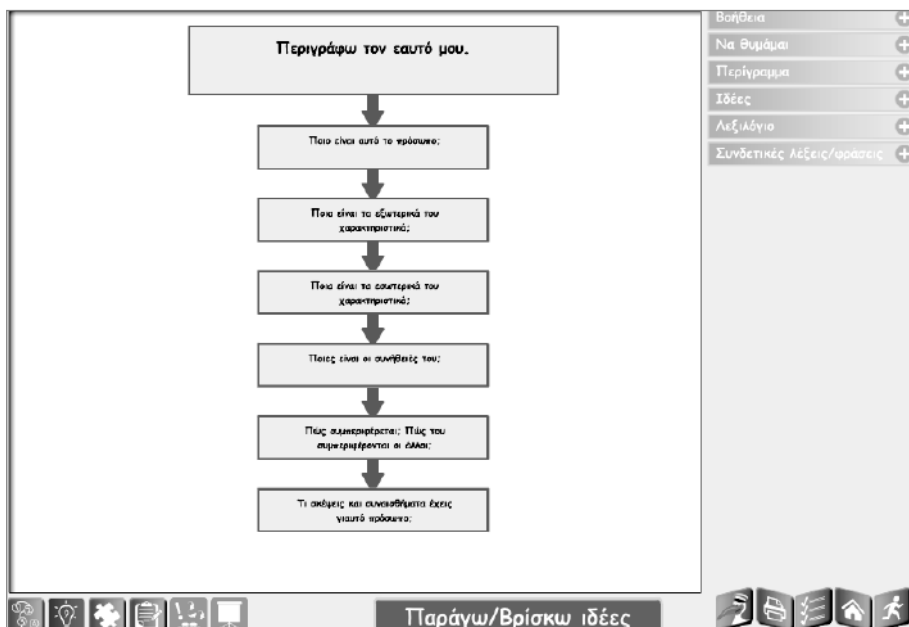 Περιγράφω τον εαυτό μου.
Ποιο είναι αυτό το πρόσωπο;
Ποια είναι τα εξωτερικά του
χαρακτηριστικά;
Ποια είναι τα εσωτερικά του
χαρακτηριστικά;
Ποιες είναι οι συνήθειές του;
Πώς συμπεριφέρεται; Πώς του
συμπεριφέρονται οι άλλοι;
Τι σκέψεις και συναισθήματα έχεις
γιαυτό πρόσωπο;
Βοήθεια
Να θυμάμαι
Περίγραμμα
Ιδέες
Λεξιλόγιο
Συνδετικές λέξεις/φράσεις
Παράγω/Βρίσκω ιδέες